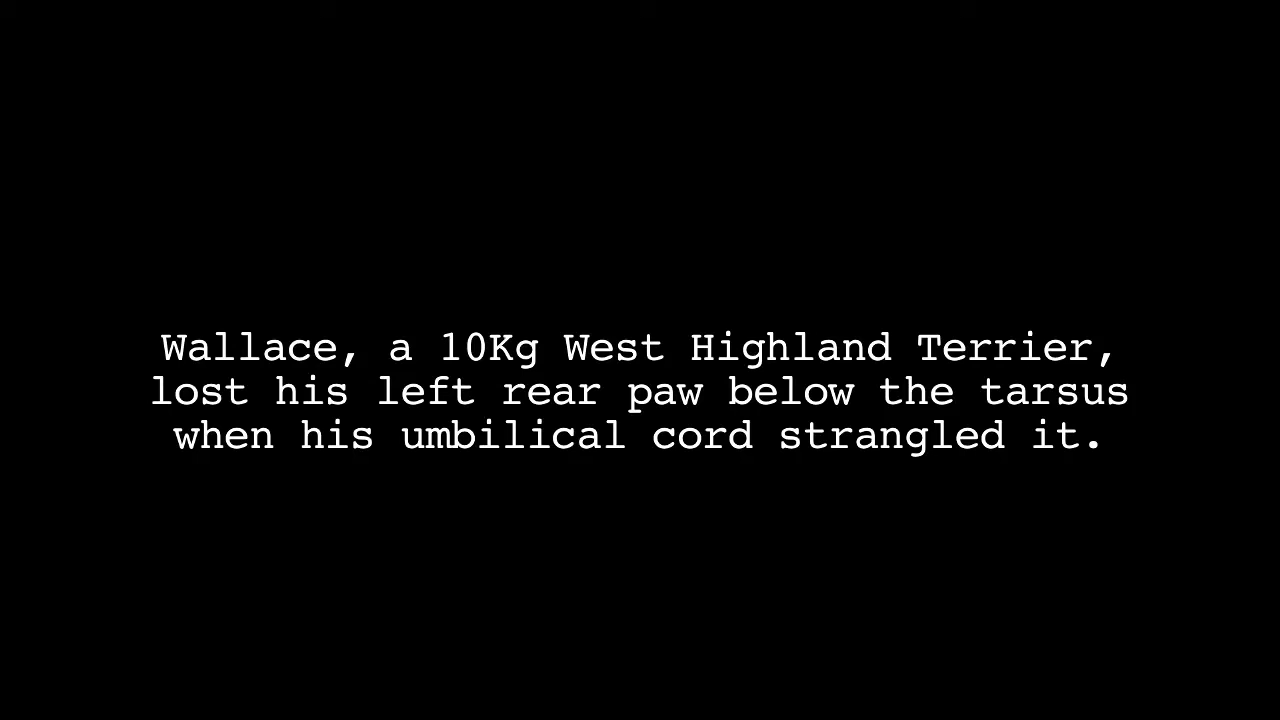 Wallace, a 10Kg West Highland Terrier,
lost his left rear paw below the tarsus
when his umbilical cord strangled it.